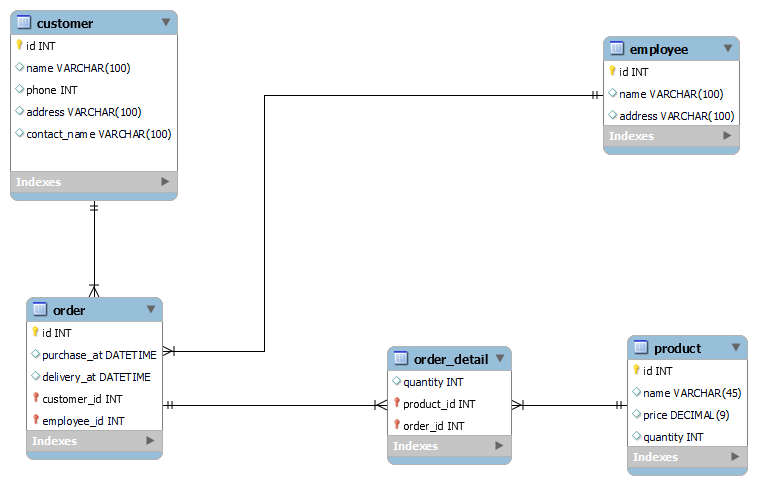 customer
id INT
name VARCHAR(100)
phone INT
address VARCHAR(100)
contact_name VARCHAR(100)
Indexes
employee
id INT
name VARCHAR(100)
address VARCHAR(100)
Indexes
order
id INT
purchase_at DATETIME
delivery_at DATETIME
customer_id INT
employee_id INT
Indexes
order_detail
quantity INT
product_id INT
order_id INT
Indexes
product
id INT
name VARCHAR(45)
price DECIMAL(9)
quantity INT
Indexes